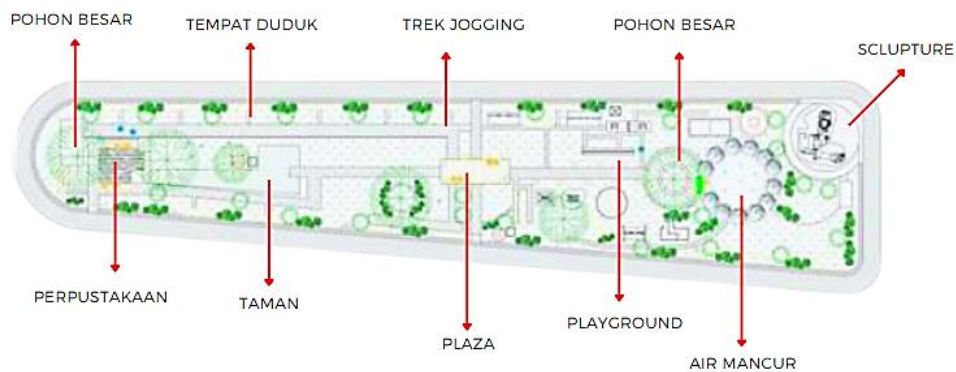 POHON BESAR
TEMPAT DUDUK
TREK JOGGING
POHON BESAR
SCLUPTURE
PERPUSTAKAAN
TAMAN
PLAZA
PLAYGROUND
AIR MANCUR